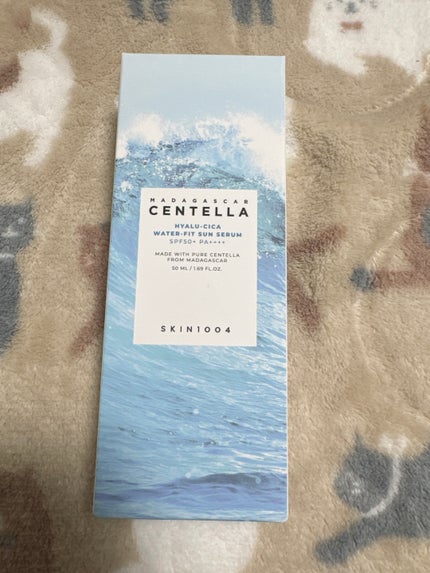 MADAGASCAR
CENTELLA
HYALU-CICA
WATER-FIT SUN SERUM
SPF50+ PA++++
MADE WITH PURE CENTELLA
FROM MADAGASCAR
50 ML / 1.69 FL.OZ.
SKIN1004